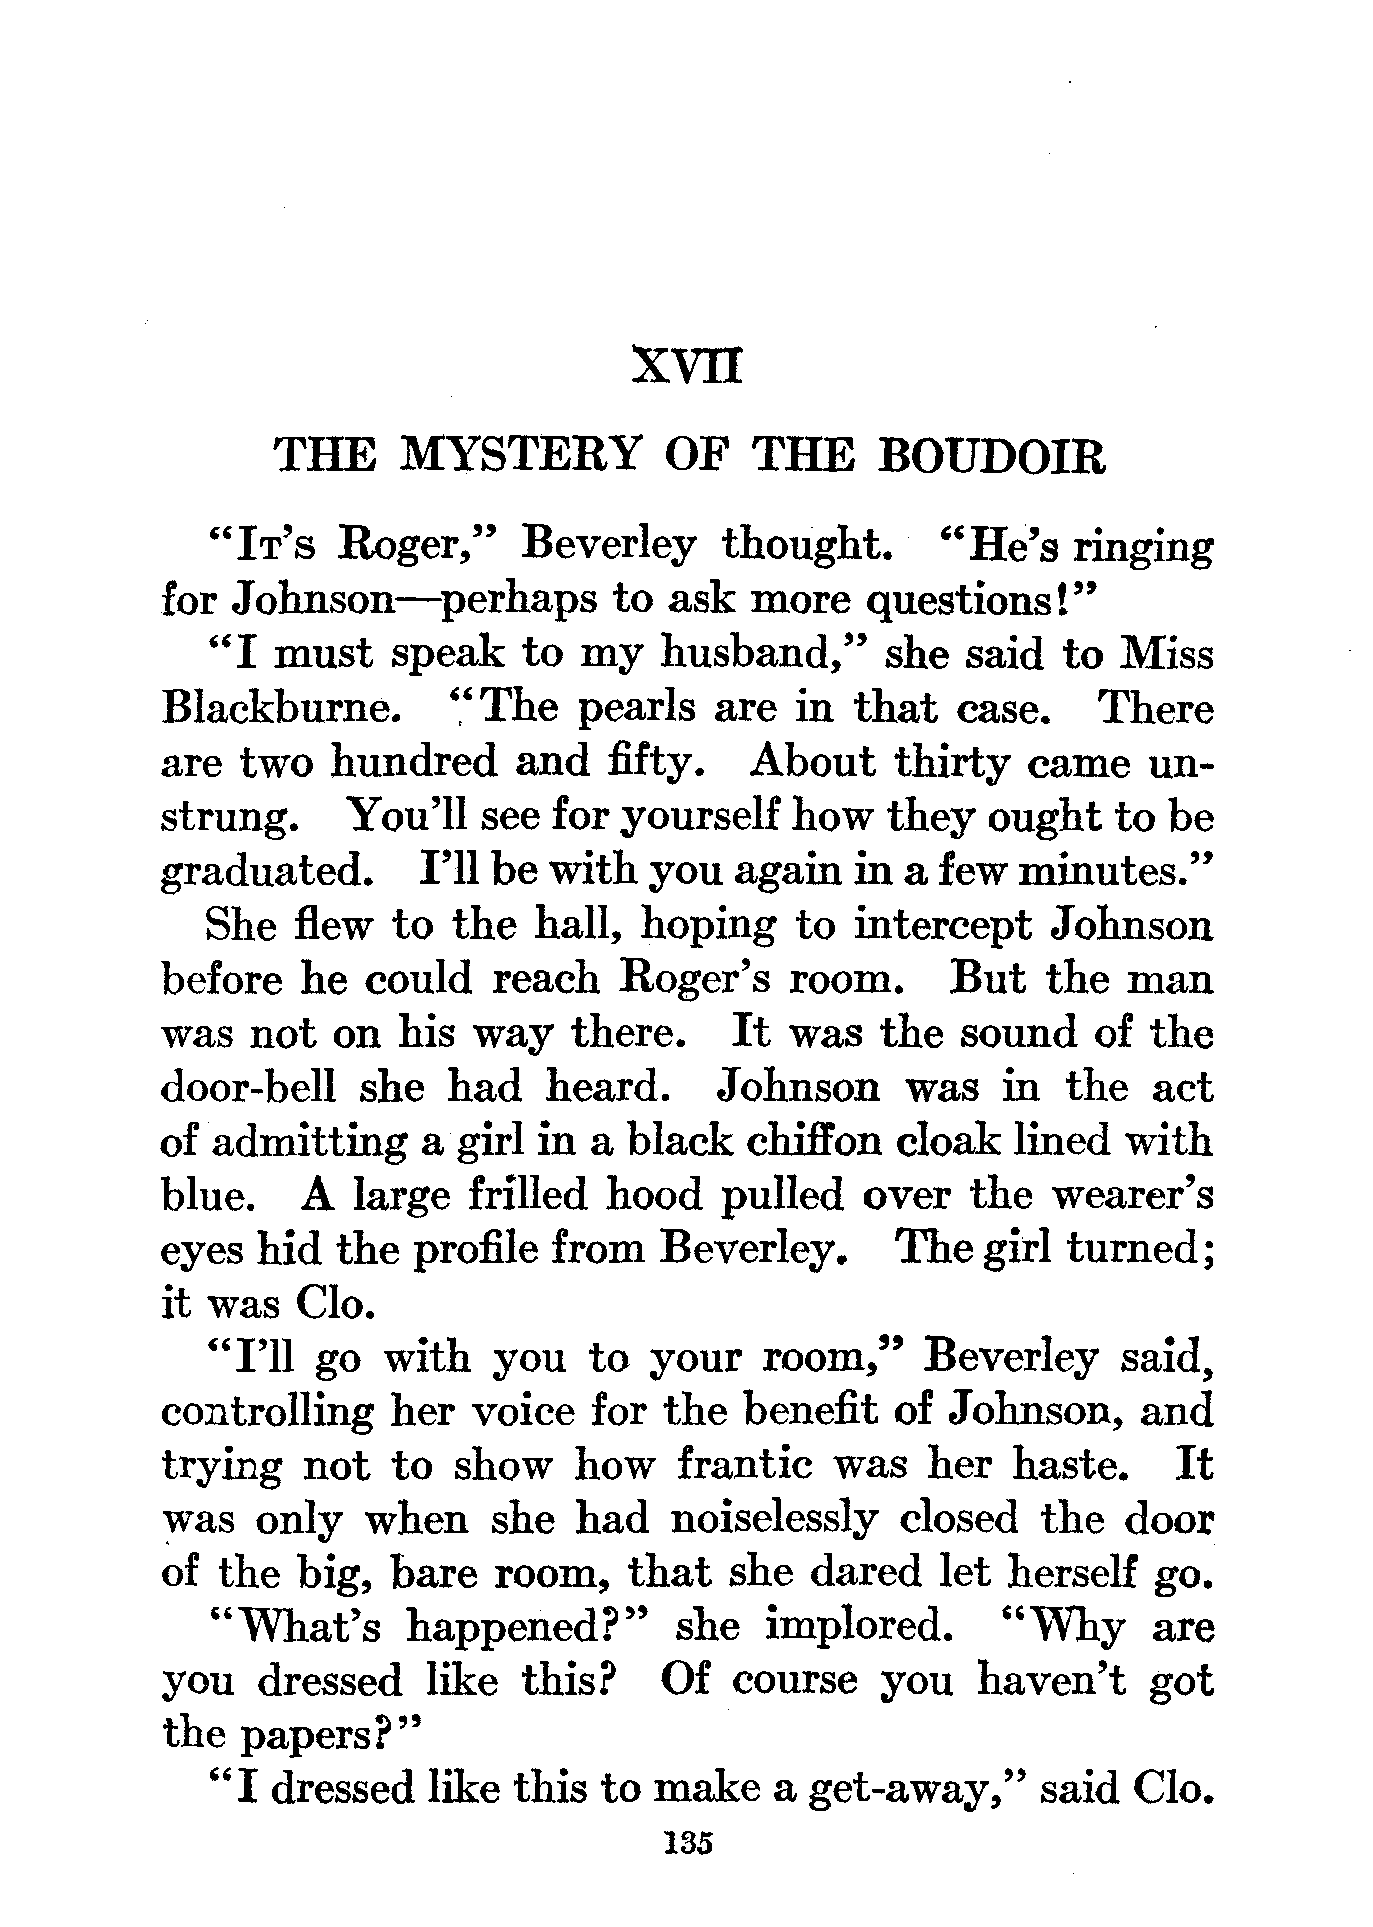 XVII
THE MYSTERY OF THE BOUDOIR
“IT’S Roger,” Beverley thought. “He’s ringing
for Johnson—perhaps to ask more questions!”
“I must speak to my husband,” she said to Miss
Blackburne. “The pearls are in that case. There
are two hundred and fifty. About thirty came un-
strung. You’ll see for yourself how they ought to be
graduated. I’ll be with you again in a few minutes.”
She flew to the hall, hoping to intercept Johnson
before he could reach Roger’s room. But the man
was not on his way there. It was the sound of the
door-bell she had heard. Johnson was in the act
of admitting a girl in a black chiffon cloak lined with
blue. A large frilled hood pulled over the wearer’s
eyes hid the profile from Beverley. The girl turned;
it was Clo.
“I’ll go with you to your room,” Beverley said,
controlling her voice for the benefit of Johnson, and
trying not to show how frantic was her haste. It
was only when she had noiselessly closed the door
of the big, bare room, that she dared let herself go.
“What’s happened?” she implored. “Why are
you dressed like this? Of course you haven’t got
the papers?”
“I dressed like this to make a get-away,” said Clo.
135